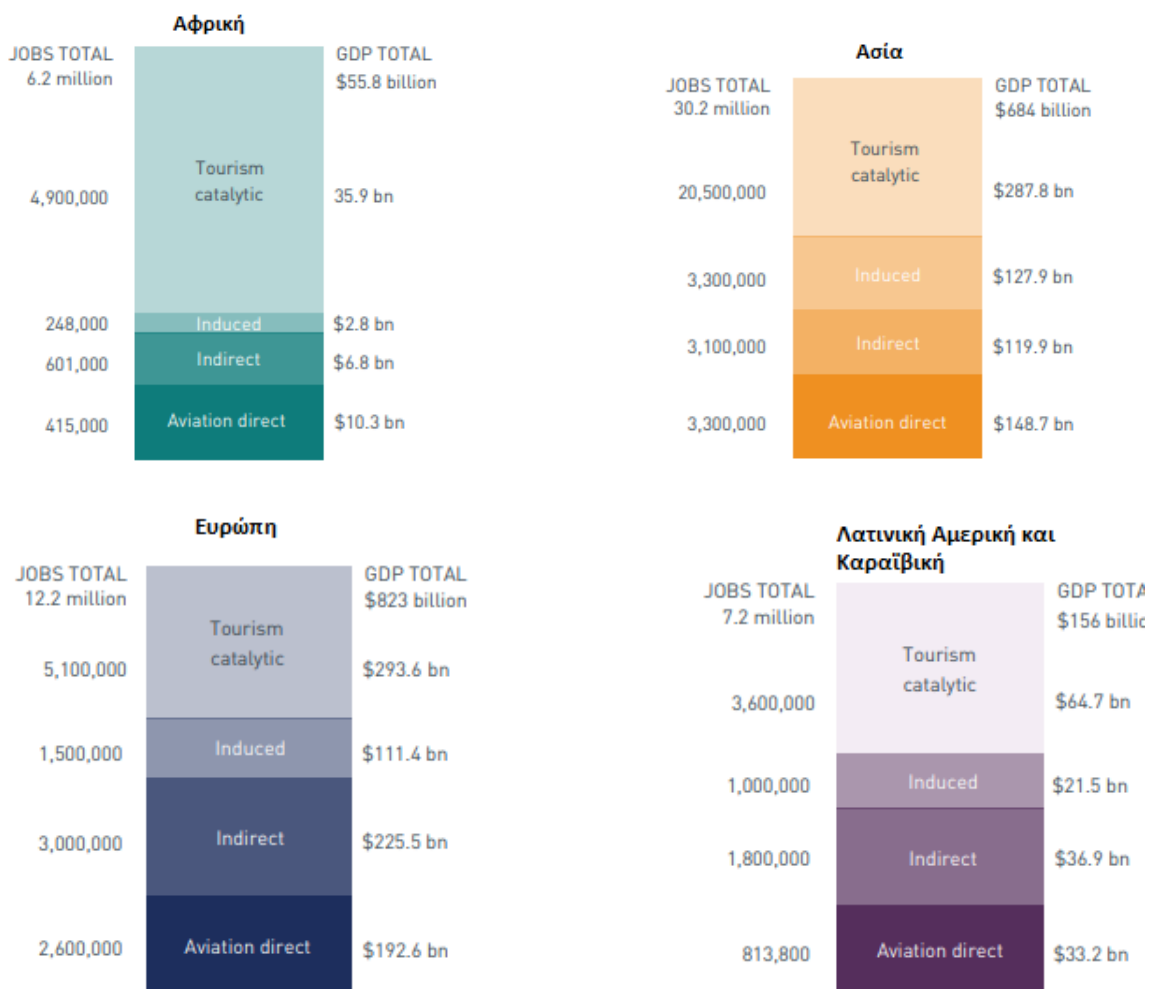 Αφρική
JOBS TOTAL
6.2 million
GDP TOTAL
$55.8 billion
Tourism
catalytic
4,900,000
35.9 bn
248,000
Induced
$2.8 bn
601,000
Indirect
$6.8 bn
415,000
Aviation direct
$10.3 bn
Ασία
JOBS TOTAL
30.2 million
GDP TOTAL
$684 billion
Tourism
catalytic
20,500,000
$287.8 bn
3,300,000
Induced
$127.9 bn
3,100,000
Indirect
$119.9 bn
3,300,000
Aviation direct
$148.7 bn
Ευρώπη
JOBS TOTAL
12.2 million
GDP TOTAL
$823 billion
Tourism
catalytic
5,100,000
$293.6 bn
1,500,000
Induced
$111.4 bn
3,000,000
Indirect
$225.5 bn
2,600,000
Aviation direct
$192.6 bn
Λατινική Αμερική και
Καραϊβική
JOBS TOTAL
7.2 million
GDP TOTA
$156 billic
Tourism
catalytic
3,600,000
$64.7 bn
1,000,000
Induced
$21.5 bn
1,800,000
Indirect
$36.9 bn
813,800
Aviation direct
$33.2 bn